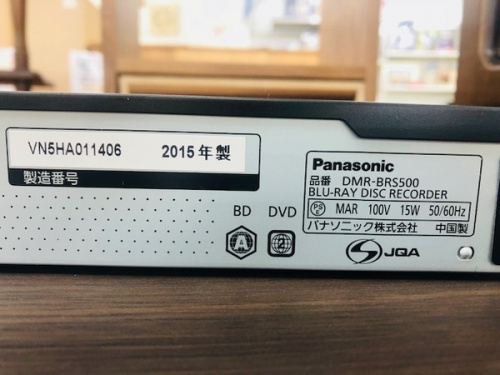 VN5HA011406 2015年製
製造番号
BD DVD
A 2
Panasonic
品番 DMR-BRS500
BLU-RAY DISC RECORDER
PS E MAR 100V 15W 50/60Hz
パナソニック株式会社 中国製
JQA